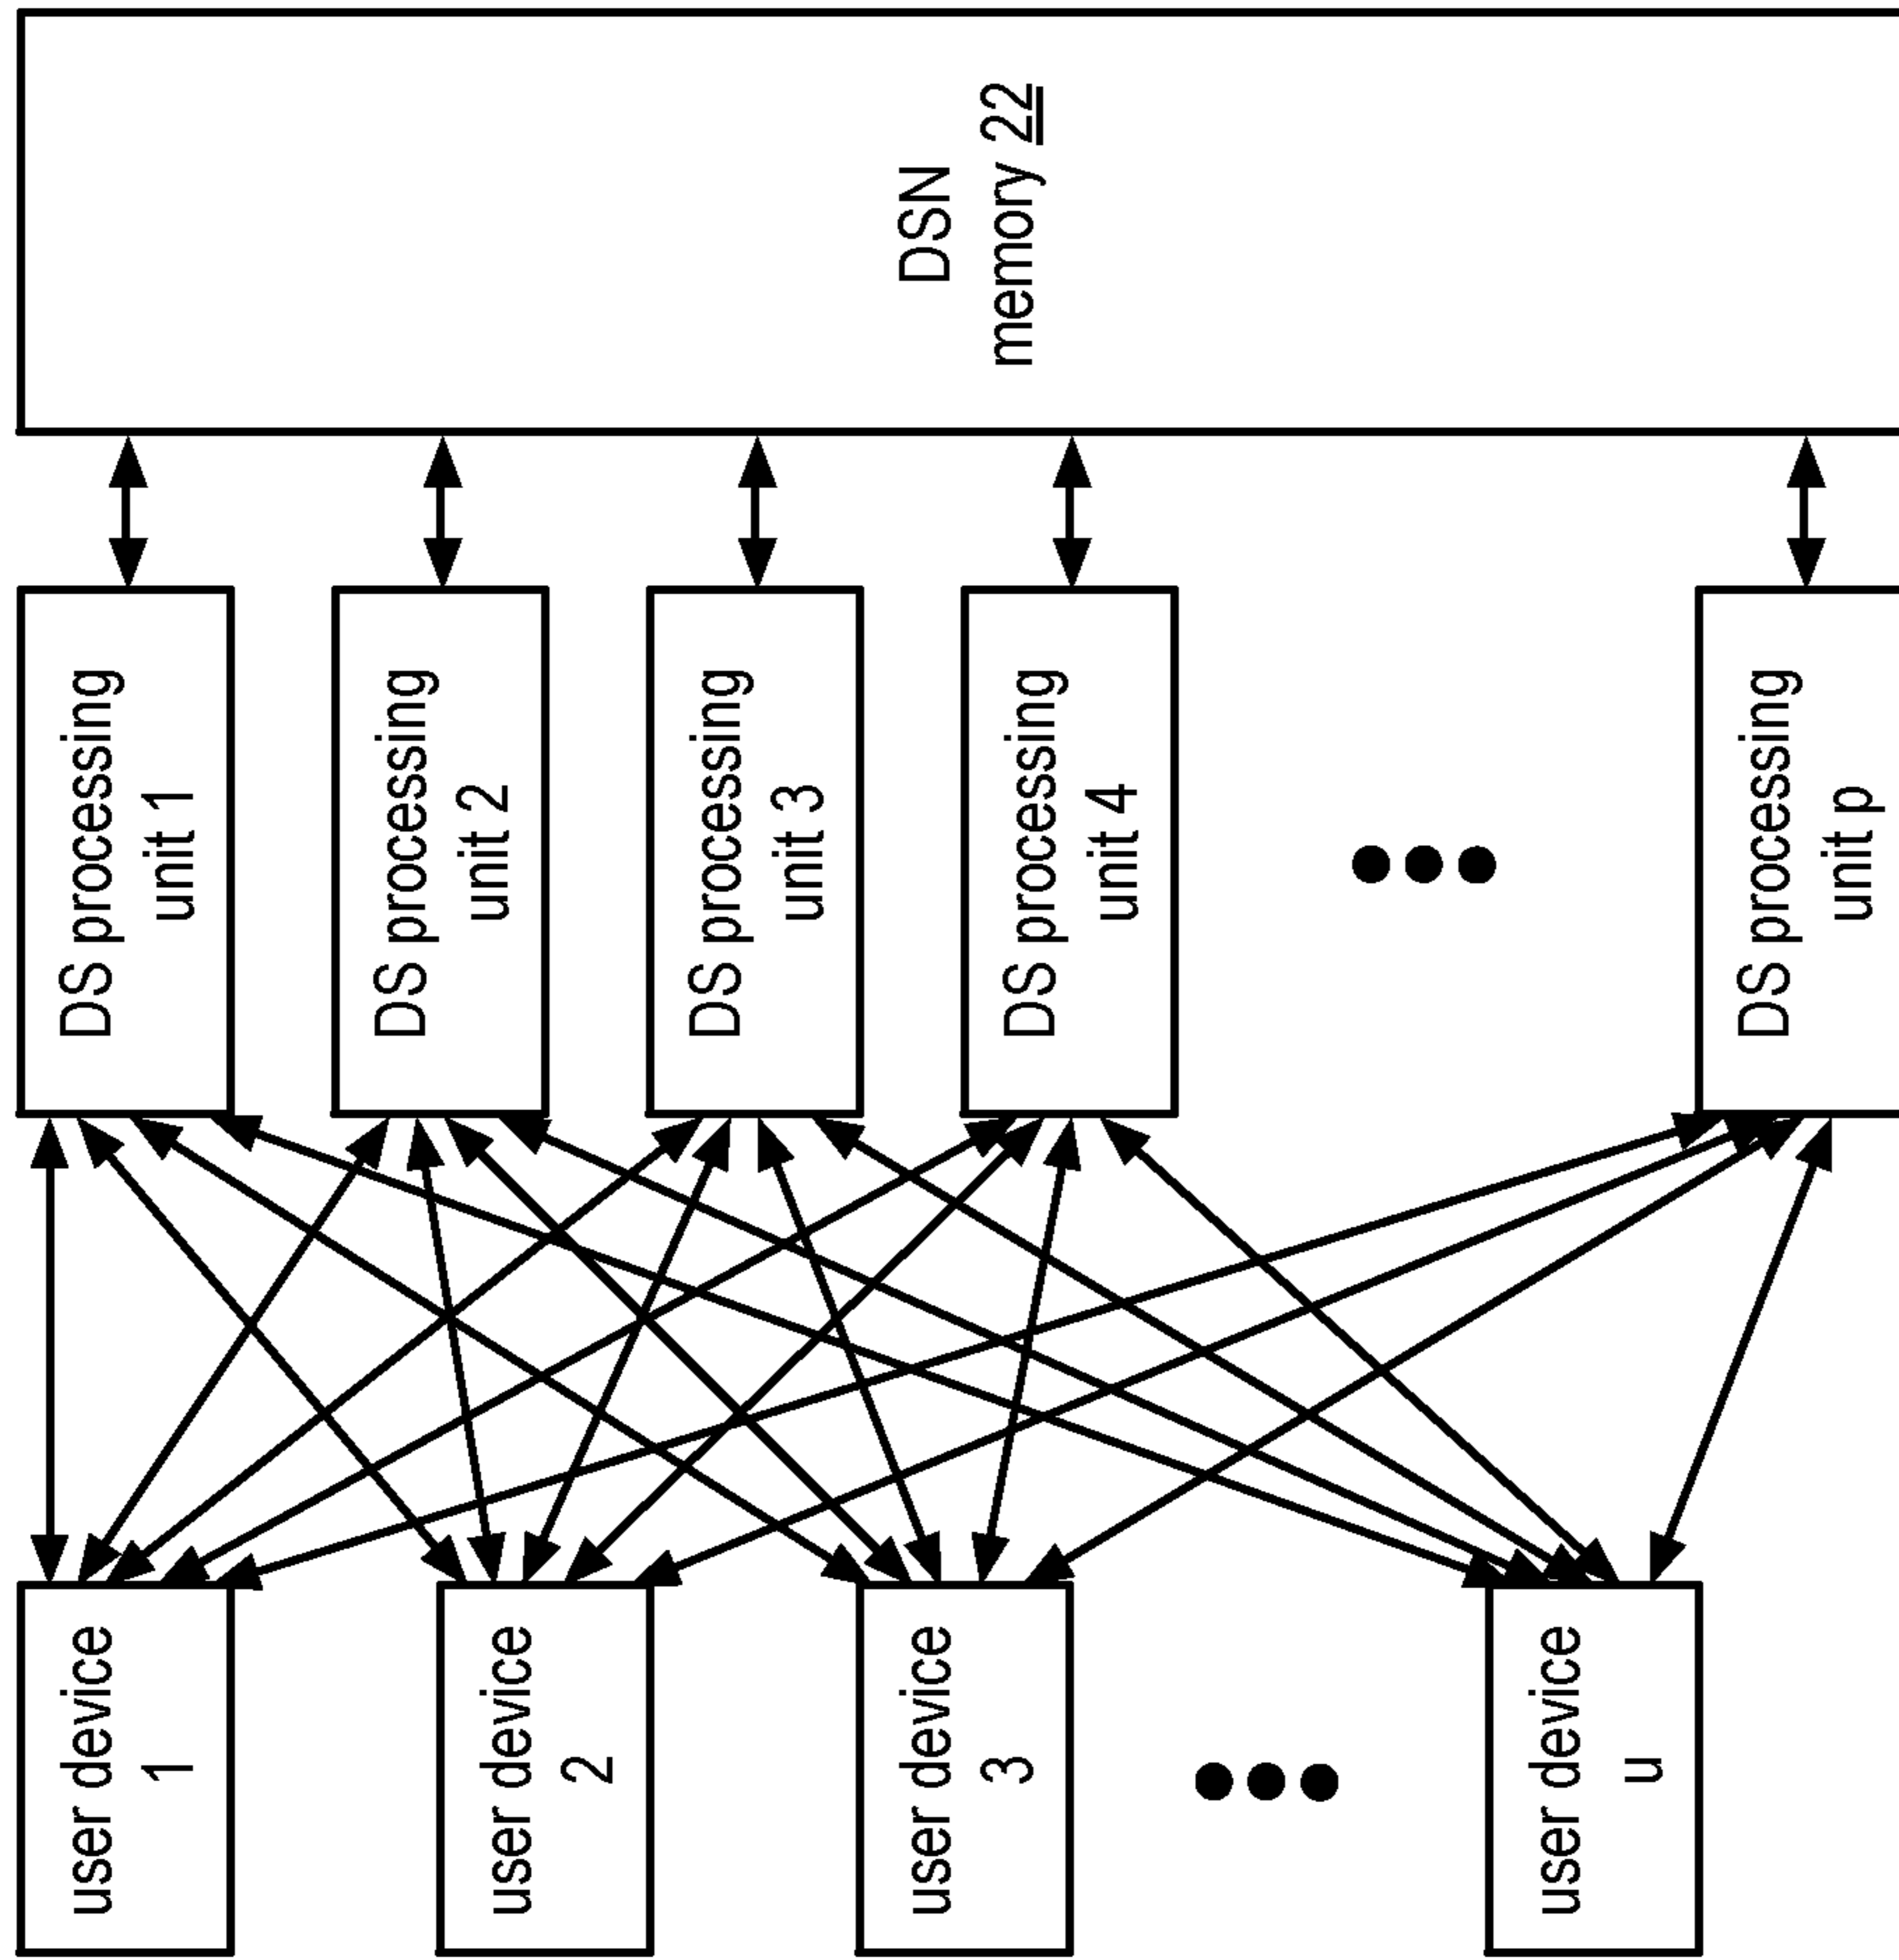 user device
1
user device
2
user device
3
user device
u
DS processing
unit 1
DS processing
unit 2
DS processing
unit 3
DS processing
unit 4
DS processing
unit p
DSN
memory 22